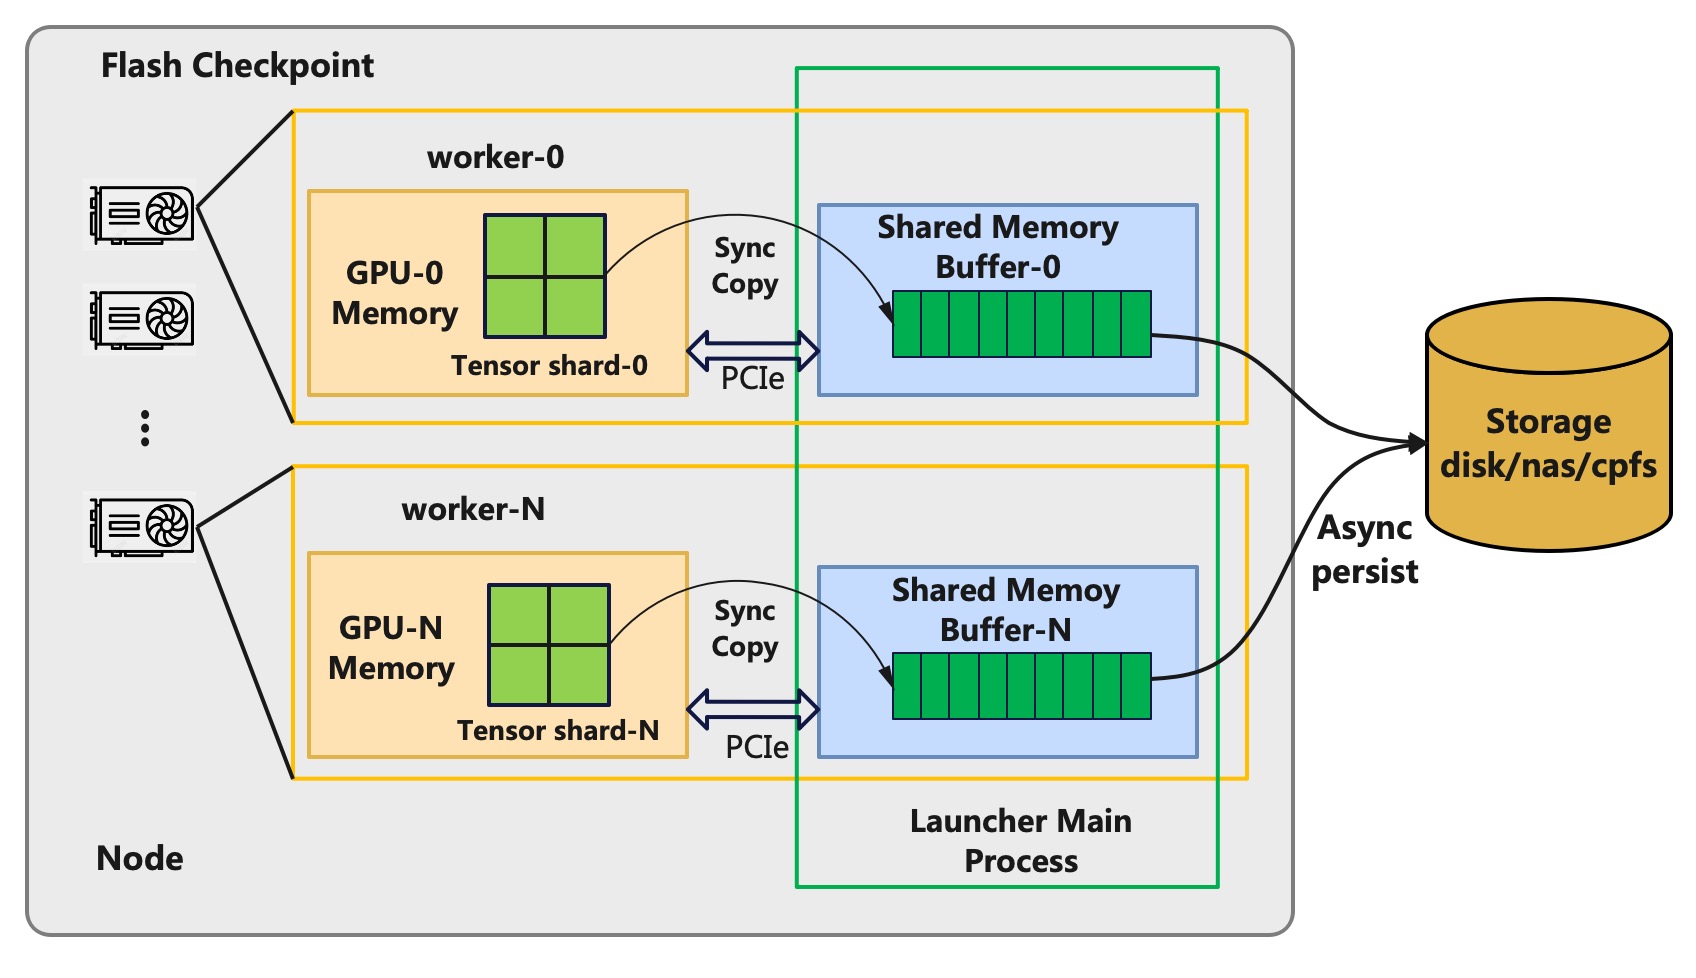 Flash Checkpoint
worker-0
GPU-0
Memory
Tensor shard-0
Sync
Copy
PCIe
Shared Memory
Buffer-0
worker-N
GPU-N
Memory
Tensor shard-N
Sync
Copy
PCIe
Shared Memoy
Buffer-N
Launcher Main
Process
Node
Storage
disk/nas/cpfs
Async
persist